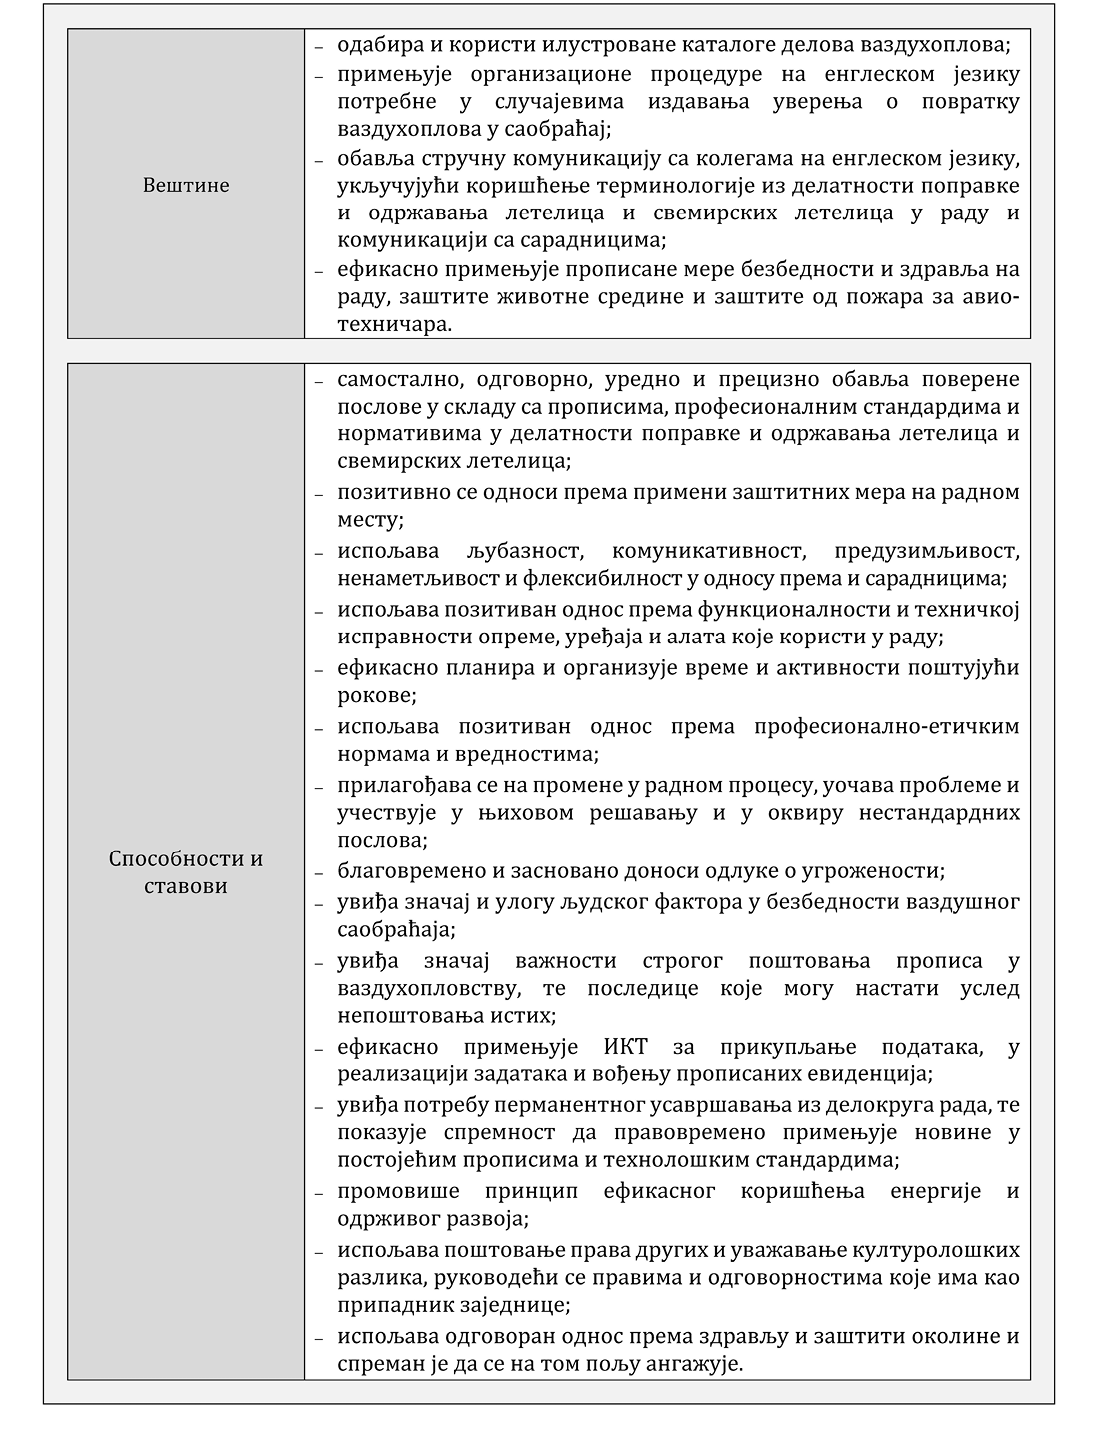 Вештине
– одабира и користи илустроване каталоге делова ваздухоплова;
– примењује организационе процедуре на енглеском језику
потребне у случајевима издавања уверења о повратку
ваздухоплова у саобраћај;
– обавља стручну комуникацију са колегама на енглеском језику,
укључујући коришћење терминологије из делатности поправке
и одржавања летелица и свемирских летелица у раду и
комуникацији са сарадницима;
– ефикасно примењује прописане мере безбедности и здравља на
раду, заштите животне средине и заштите од пожара за авио-
техничара.
Способности и
ставови
– самостално, одговорно, уредно и прецизно обавља поверене
послове у складу са прописима, професионалним стандардима и
нормативима у делатности поправке и одржавања летелица и
свемирских летелица;
– позитивно се односи према примени заштитних мера на радном
месту;
– испољава љубазност, комуникативност, предузимљивост,
ненаметљивост и флексибилност у односу према и сарадницима;
– испољава позитиван однос према функционалности и техничкој
исправности опреме, уређаја и алата које користи у раду;
– ефикасно планира и организује време и активности поштујући
рокове;
– испољава позитиван однос према професионално-етичким
нормама и вредностима;
– прилагођава се на промене у радном процесу, уочава проблеме и
учествује у њиховом решавању и у оквиру нестандардних
послова;
– благовремено и засновано доноси одлуке о угрожености;
– увиђа значај и улогу људског фактора у безбедности ваздушног
саобраћаја;
– увиђа значај важности строгог поштовања прописа у
ваздухопловству, те последице које могу настати услед
непоштовања истих;
– ефикасно примењује ИКТ за прикупљање података, у
реализацији задатака и вођењу прописаних евиденција;
– увиђа потребу перманентног усавршавања из делокруга рада, те
показује спремност да правовремено примењује новине у
постојећим прописима и технолошким стандардима;
– промовише принцип ефикасног коришћења енергије и
одрживог развоја;
– испољава поштовање права других и уважавање културолошких
разлика, руководећи се правима и одговорностима које има као
припадник заједнице;
– испољава одговоран однос према здрављу и заштити околине и
спреман је да се на том пољу ангажује.